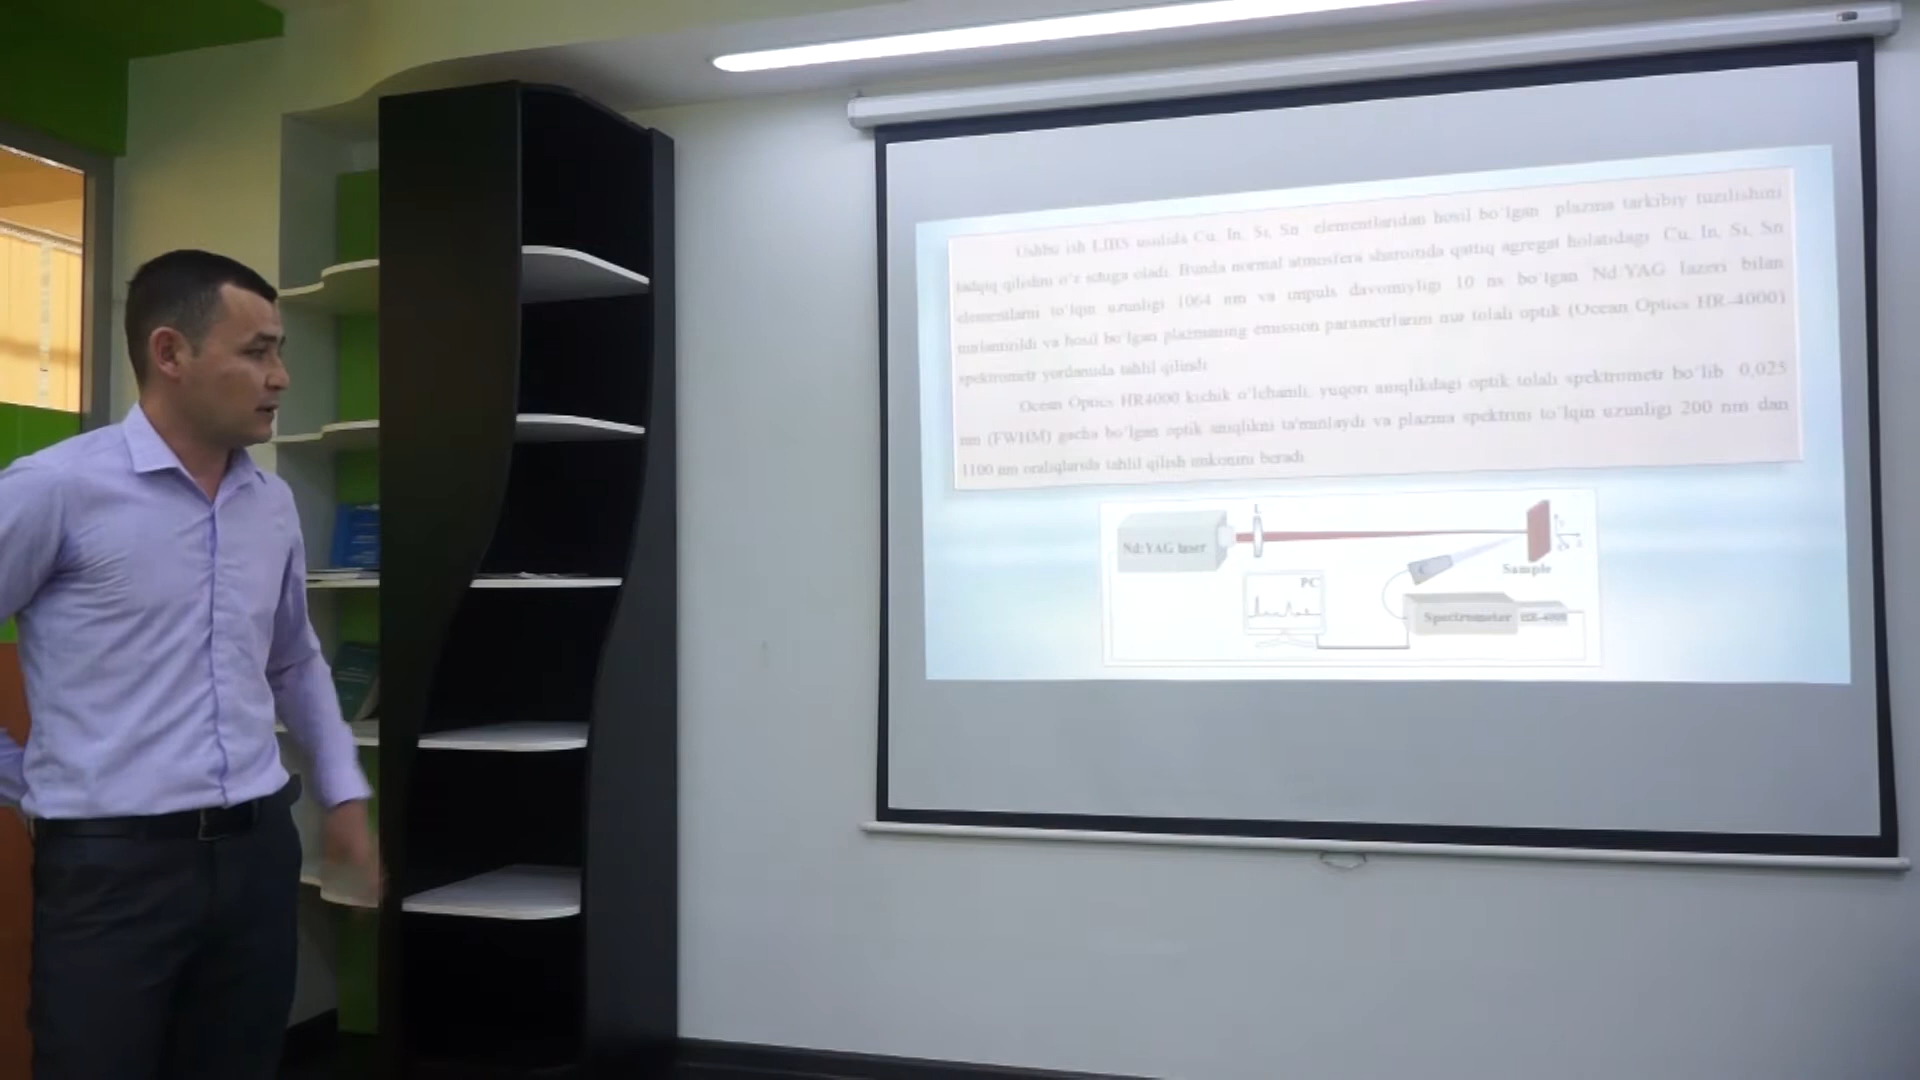 Ushbu ish LIBS usulida Cu, In, Si, Sn elementlaridan hosil bo'lgan plazma tarkibiy tuzilishini
tadqiq qilishni o'z ichiga oladi. Bunda normal atmosfera sharoitida qattiq agregat holatidagi Cu, In, Si, Sn
elementlarni to'lqin uzunligi 1064 nm va impuls davomiyligi 10 ns bo'lgan Nd:YAG lazeri bilan
nurlantirildi va hosil bo'lgan plazmaning emission parametrlarini nur tolali optik (Ocean Optics HR-4000)
spektrometr yordamida tahlil qilindi
Ocean Optics HR4000 kichik o'lchamli, yuqori aniqlikdagi optik tolali spektrometr bo'lib 0,025
nm (FWHM) gacha bo'lgan optik aniqlikni ta'minlaydi va plazma spektrini to'lqin uzunligi 200 nm dan
1100 nm oraliqlarida tahlil qilish imkonini beradi
L
Nd:YAG laser
C
Sample
PC
Spectrometer HR-4000